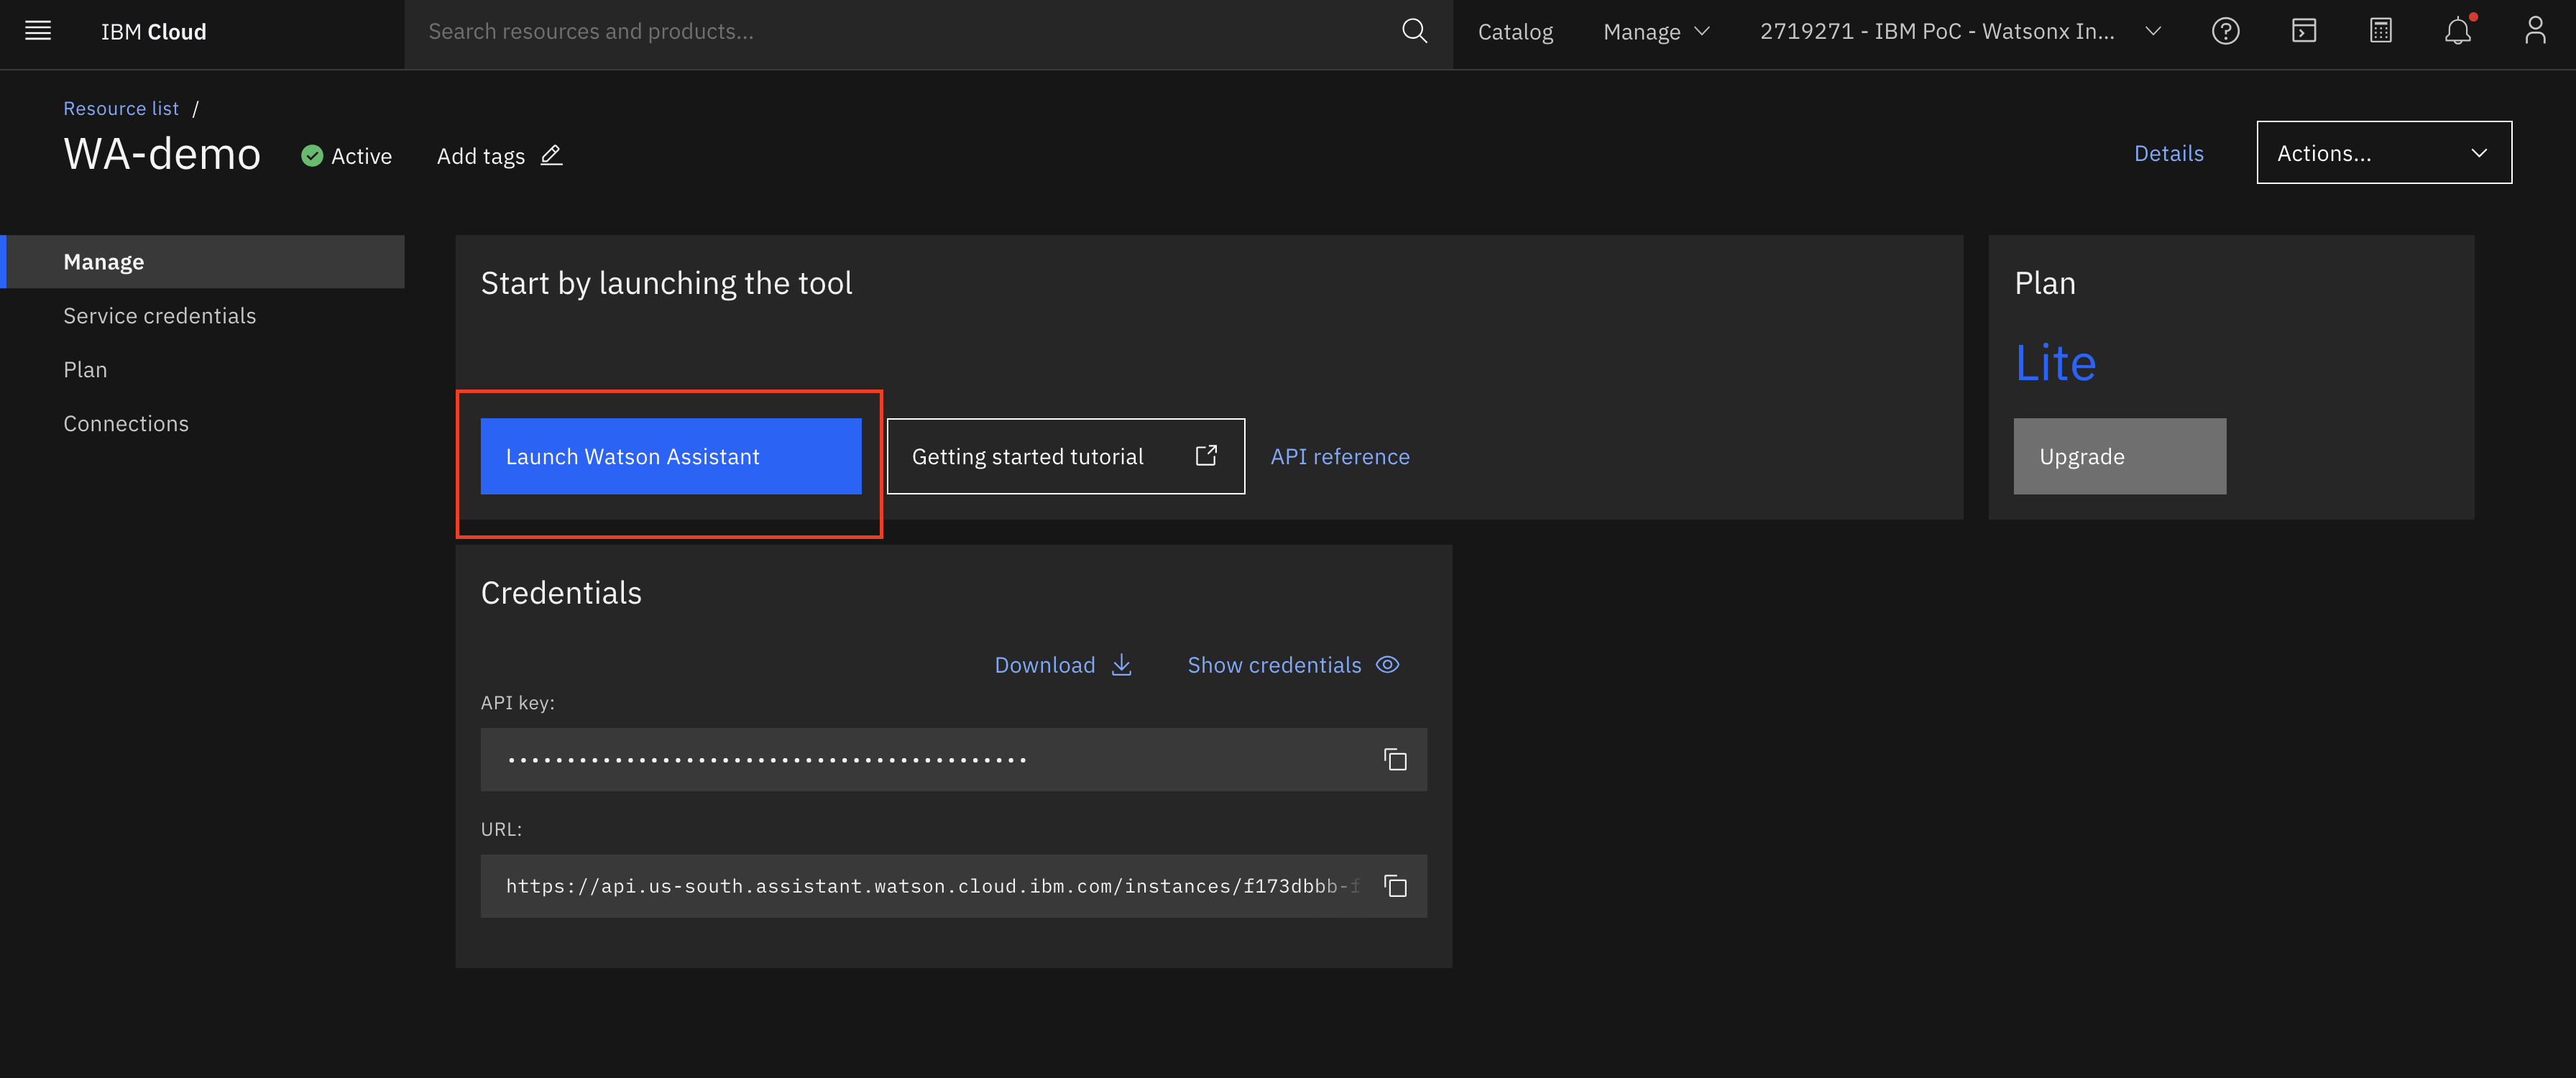 IBM Cloud
Search resources and products...
Catalog
Manage
2719271 - IBM PoC - Watsonx In...
Resource list /
WA-demo
Active
Add tags
Details
Actions...
Manage
Service credentials
Plan
Connections
Start by launching the tool
Launch Watson Assistant
Getting started tutorial
API reference
Plan
Lite
Upgrade
Credentials
Download
Show credentials
API key:
URL:
https://api.us-south.assistant.watson.cloud.ibm.com/instances/f173dbbb-f